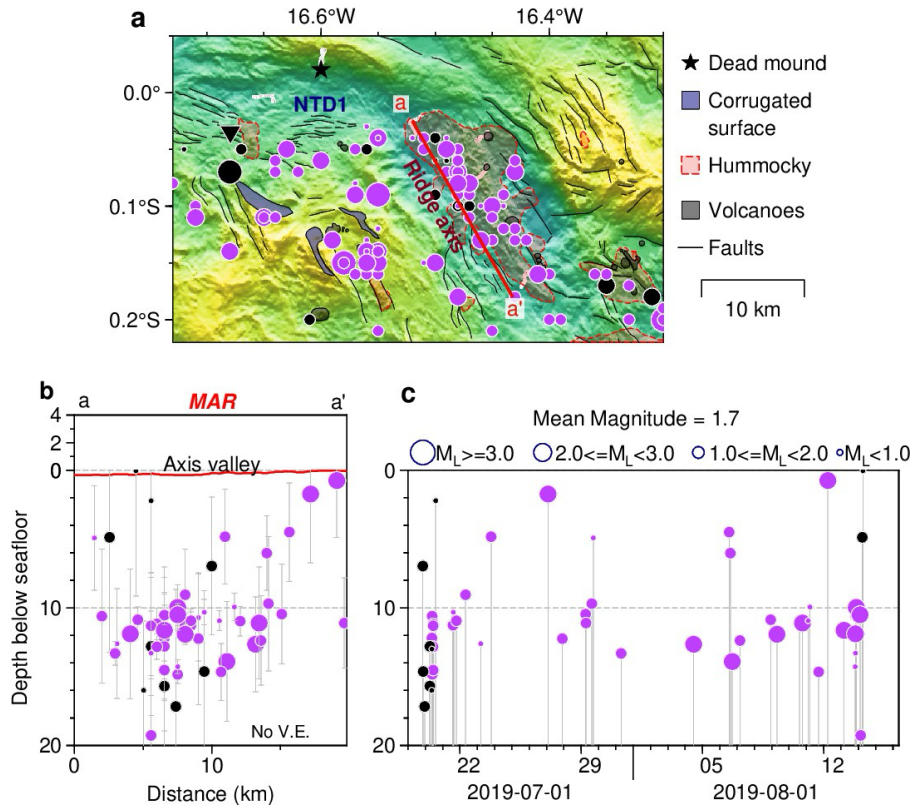 a
16.6°W
16.4°W
0.0°
0.1°S
0.2°S
NTD1
a
Ridge axis
a'
Dead mound
Corrugated
surface
Hummocky
Volcanoes
Faults
10 km
b
a
MAR
a'
4
2
0
10
20
Depth below seafloor
Axis valley
No V.E.
0
10
Distance (km)
c
Mean Magnitude = 1.7
ML>=3.0 2.0<=ML<3.0 1.0<=ML<2.0 ML<1.0
0
10
20
22
29
05
12
2019-07-01
2019-08-01